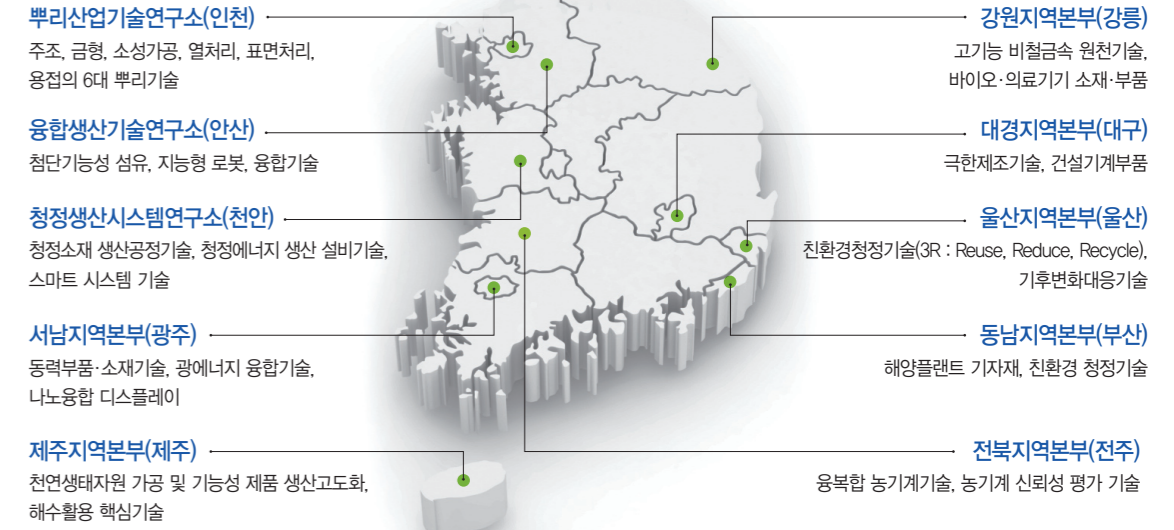 뿌리산업기술연구소(인천)
주조, 금형, 소성가공, 열처리, 표면처리,
용접의 6대 뿌리기술
융합생산기술연구소(안산)
첨단기능성 섬유, 지능형 로봇, 융합기술
청정생산시스템연구소(천안)
청정소재 생산공정기술, 청정에너지 생산 설비기술,
스마트 시스템 기술
서남지역본부(광주)
동력부품·소재기술, 광에너지 융합기술,
나노융합 디스플레이
제주지역본부(제주)
천연생태자원 가공 및 기능성 제품 생산고도화,
해수활용 핵심기술
강원지역본부(강릉)
고기능 비철금속 원천기술,
바이오·의료기기 소재·부품
대경지역본부(대구)
극한제조기술, 건설기계부품
울산지역본부(울산)
친환경청정기술(3R : Reuse, Reduce, Recycle),
기후변화대응기술
동남지역본부(부산)
해양플랜트 기자재, 친환경 청정기술
전북지역본부(전주)
융복합 농기계기술, 농기계 신뢰성 평가 기술